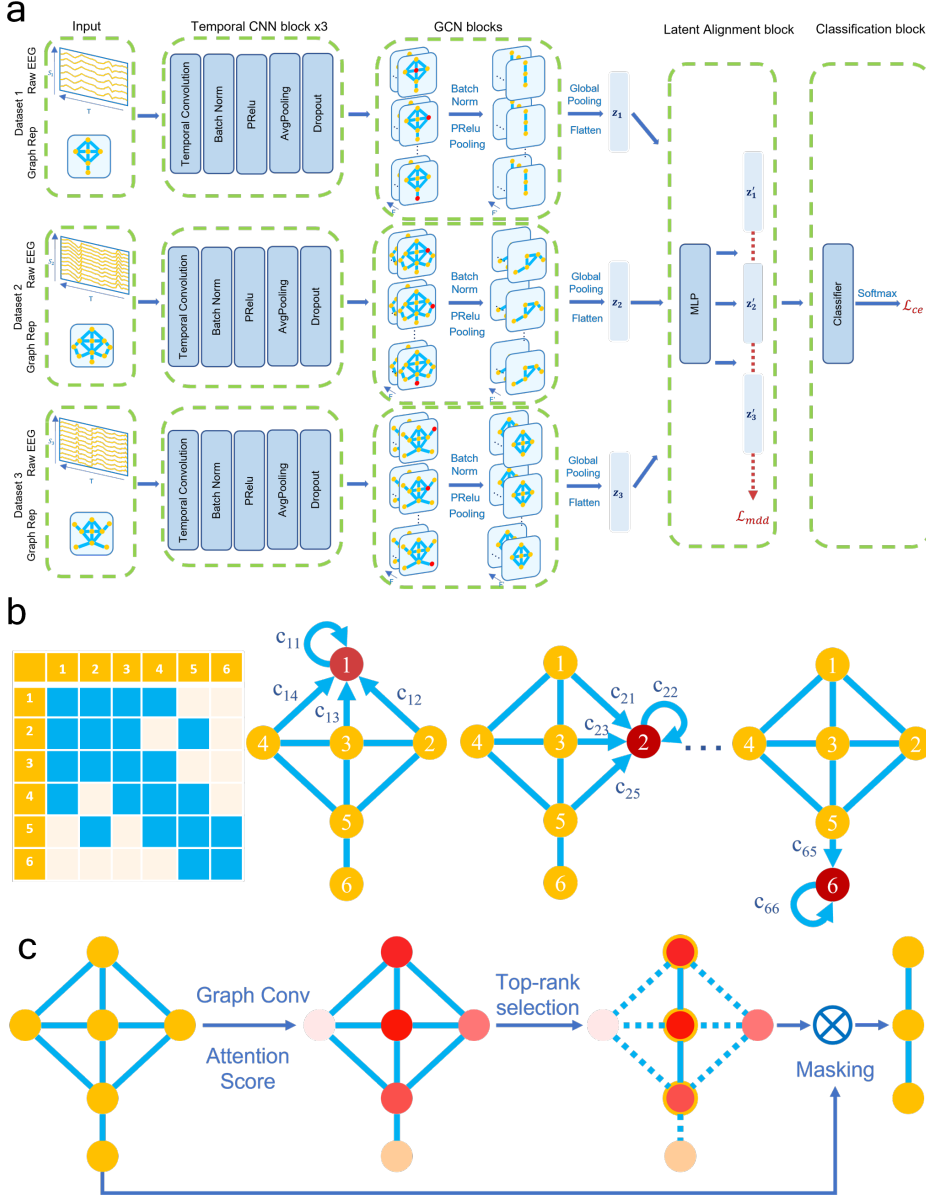 a
Input
Temporal CNN block x3
GCN blocks
Latent Alignment block
Classification block
Dataset 1
Raw EEG
Graph Rep
S₁
T
Temporal Convolution
Batch Norm
PRelu
AvgPooling
Dropout
F
Batch
Norm
PRelu
Pooling
F'
Global
Pooling
Flatten
z₁
Dataset 2
Raw EEG
Graph Rep
S₂
T
Temporal Convolution
Batch Norm
PRelu
AvgPooling
Dropout
F
Batch
Norm
PRelu
Pooling
F'
Global
Pooling
Flatten
z₂
Dataset 3
Raw EEG
Graph Rep
S₃
T
Temporal Convolution
Batch Norm
PRelu
AvgPooling
Dropout
F
Batch
Norm
PRelu
Pooling
F'
Global
Pooling
Flatten
z₃
MLP
z′₁
z′₂
z′₃
ℒmdd
Classifier
Softmax
ℒce
b
1 2 3 4 5 6
1
2
3
4
5
6
c₁₁
1
c₁₄ c₁₃ c₁₂
4 3 2
5
6
1
c₂₁ c₂₂
4 3 c₂₃ 2
c₂₅
5
6
1
4 3 2
5
c₆₅
6
c₆₆
c
Graph Conv
Attention
Score
Top-rank
selection
Masking